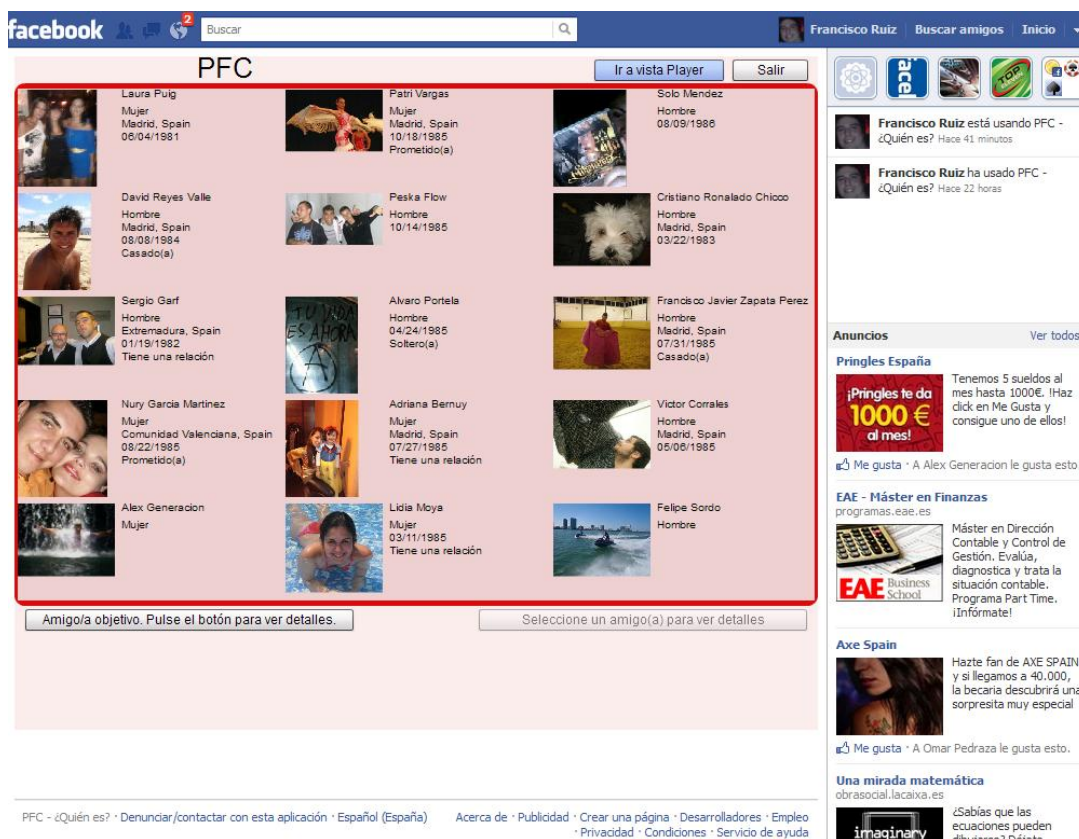 facebook
2
Buscar
Francisco Ruiz Buscar amigos Inicio
PFC
Ir a vista Player
Salir
Laura Puig
Mujer
Madrid, Spain
06/04/1981
Patri Vargas
Mujer
Madrid, Spain
10/18/1985
Prometido(a)
Solo Mendez
Hombre
08/09/1986
David Reyes Valle
Hombre
Madrid, Spain
08/08/1984
Casado(a)
Peska Flow
Hombre
10/14/1985
Cristiano Ronalado Chicco
Hombre
Madrid, Spain
03/22/1983
Sergio Garf
Hombre
Extremadura, Spain
01/19/1982
Tiene una relación
TU VIDA
ES AHORA
Alvaro Portela
Hombre
04/24/1985
Soltero(a)
Francisco Javier Zapata Perez
Hombre
Madrid, Spain
07/31/1985
Casado(a)
Nury Garcia Martinez
Mujer
Comunidad Valenciana, Spain
08/22/1985
Prometido(a)
Adriana Bernuy
Mujer
Madrid, Spain
07/27/1985
Tiene una relación
Victor Corrales
Hombre
Madrid, Spain
05/06/1985
Alex Generacion
Mujer
Lidia Moya
Mujer
03/11/1985
Tiene una relación
Felipe Sordo
Hombre
Amigo/a objetivo. Pulse el botón para ver detalles.
Seleccione un amigo(a) para ver detalles
PFC - ¿Quién es? · Denunciar/contactar con esta aplicación · Español (España)
Acerca de · Publicidad · Crear una página · Desarrolladores · Empleo
· Privacidad · Condiciones · Servicio de ayuda
TOP
Francisco Ruiz está usando PFC -
¿Quién es? Hace 41 minutos
Francisco Ruiz ha usado PFC -
¿Quién es? Hace 22 horas
Anuncios
Ver todos
Pringles España
¡Pringles te da
1000 €
al mes!
Tenemos 5 sueldos al
mes hasta 1000€. !Haz
click en Me Gusta y
consigue uno de ellos!
Me gusta · A Alex Generacion le gusta esto
EAE - Máster en Finanzas
programas.eae.es
EAE Business
School
Máster en Dirección
Contable y Control de
Gestión. Evalúa,
diagnostica y trata la
situación contable.
Programa Part Time.
¡Infórmate!
Axe Spain
Hazte fan de AXE SPAIN
y si llegamos a 40.000,
la becaria descubrirá una
sorpresita muy especial
Me gusta · A Omar Pedraza le gusta esto.
Una mirada matemática
obrasocial.lacaixa.es
imaginary
¿Sabías que las
ecuaciones pueden